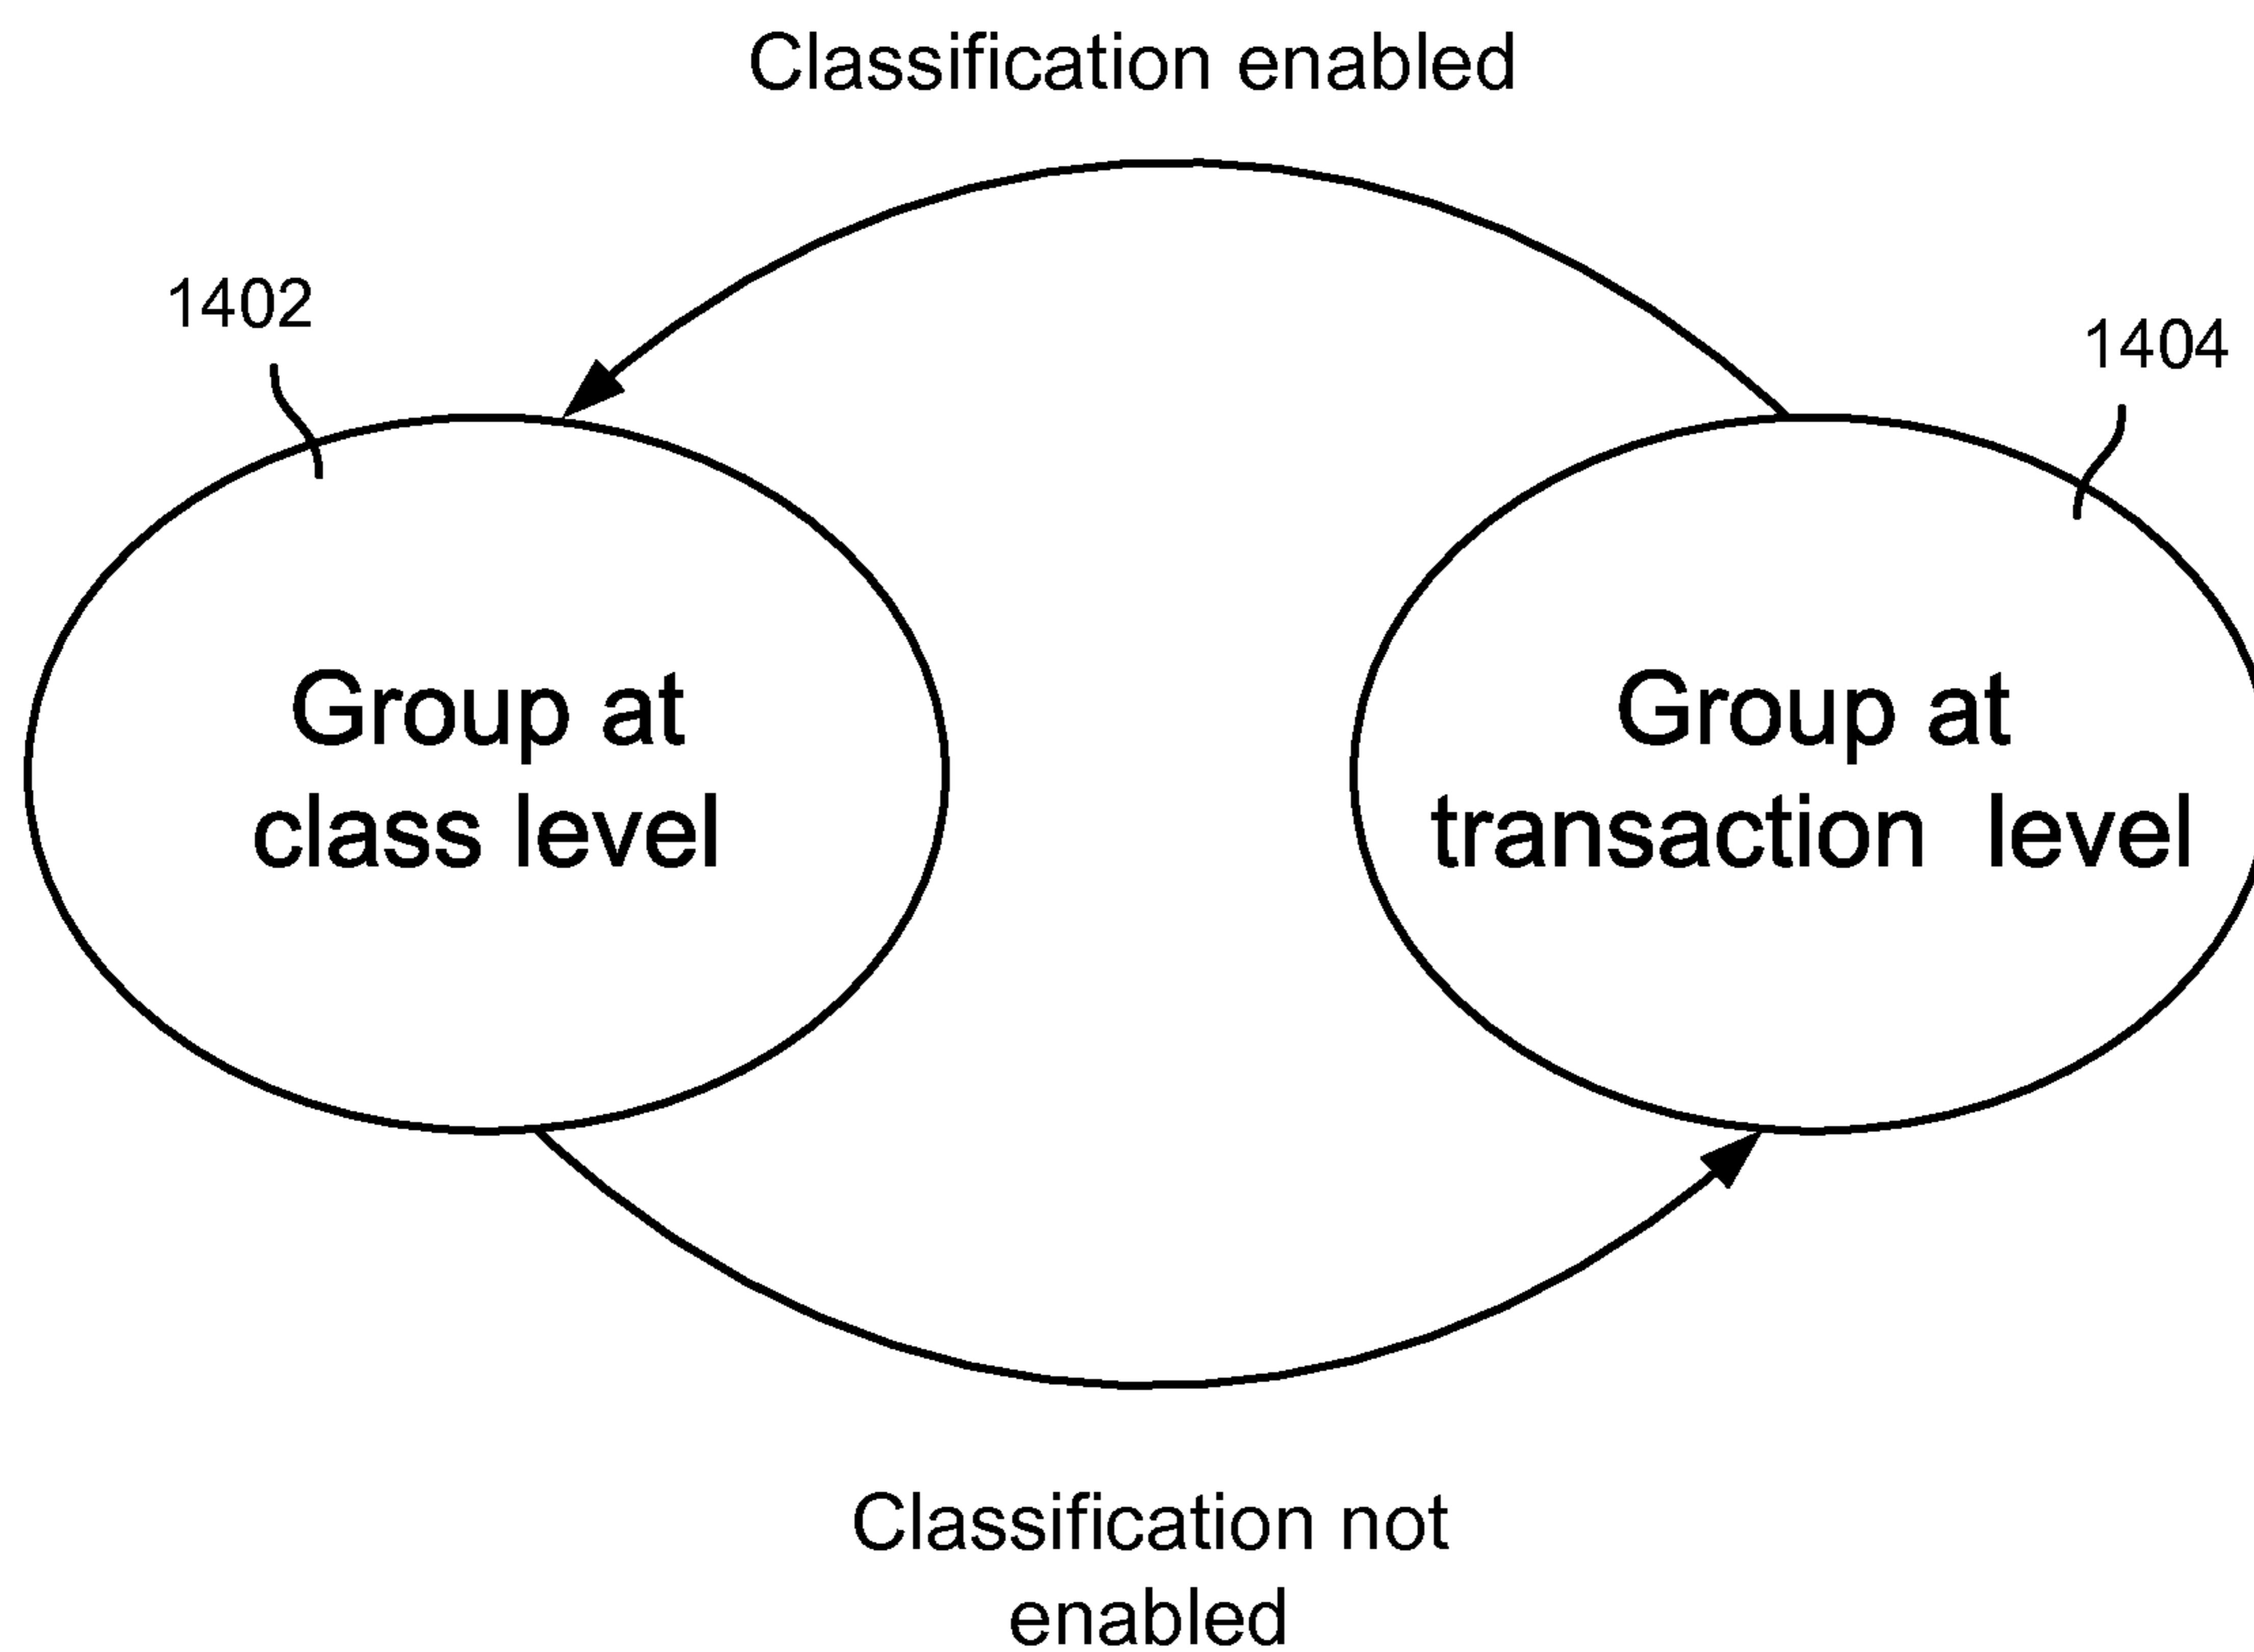 Classification enabled
1402
1404
Group at
class level
Group at
transaction level
Classification not
enabled